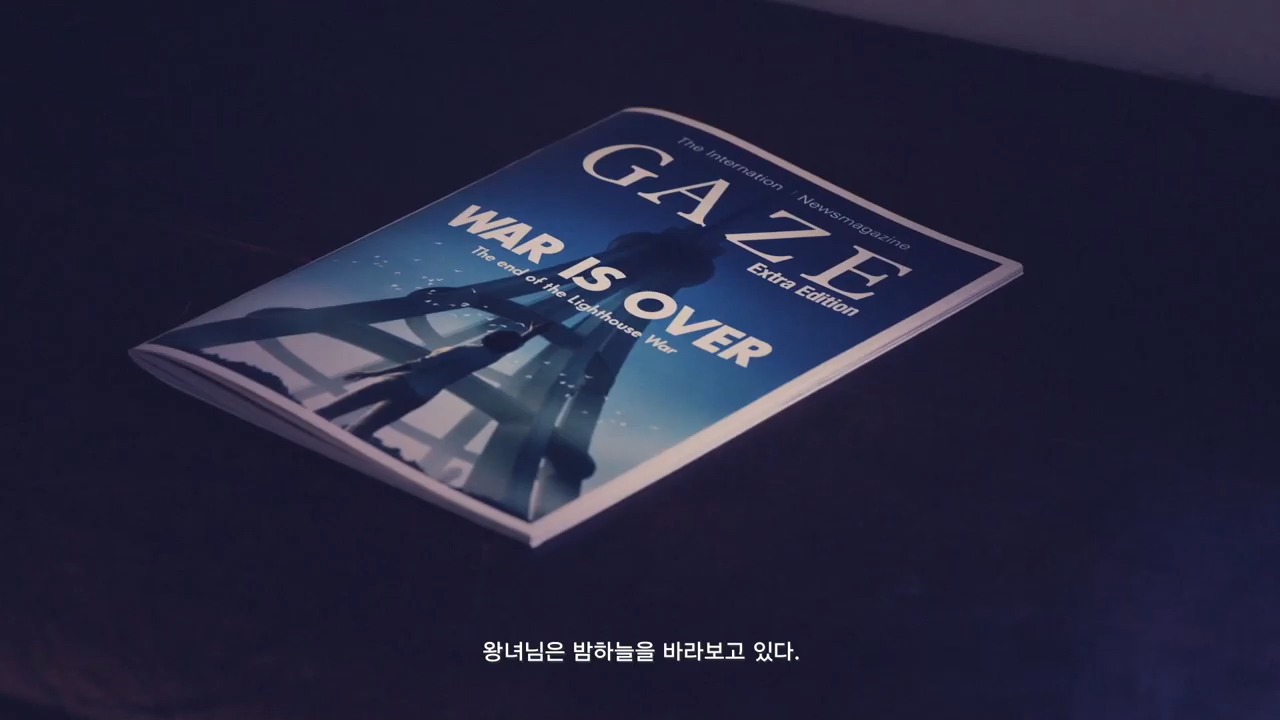 The Internation Newsmagazine
GAZE
Extra Edition
WAR IS OVER
The end of the Lighthouse War
왕녀님은 밤하늘을 바라보고 있다.